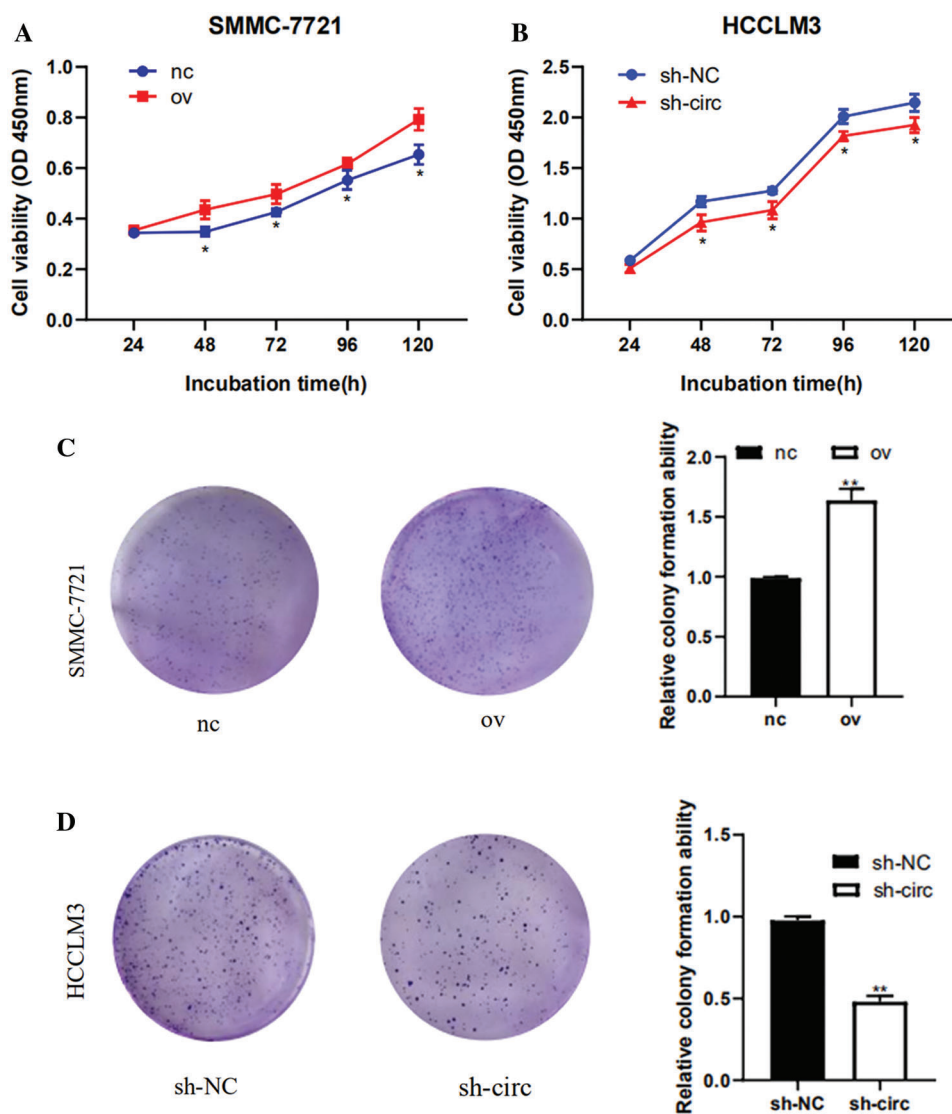 A
SMMC-7721
nc
ov
Cell viability (OD 450nm)
1.0
0.8
0.6
0.4
0.2
0.0
*
*
*
*
24 48 72 96 120
Incubation time(h)
B
HCCLM3
sh-NC
sh-circ
Cell viability (OD 450nm)
2.5
2.0
1.5
1.0
0.5
0.0
*
*
*
*
24 48 72 96 120
Incubation time(h)
C
SMMC-7721
nc
ov
Relative colony formation ability
nc ov
2.0
1.5
1.0
0.5
0.0
**
nc ov
D
HCCLM3
sh-NC
sh-circ
Relative colony formation ability
1.5
1.0
0.5
0.0
sh-NC
sh-circ
**
sh-NC sh-circ